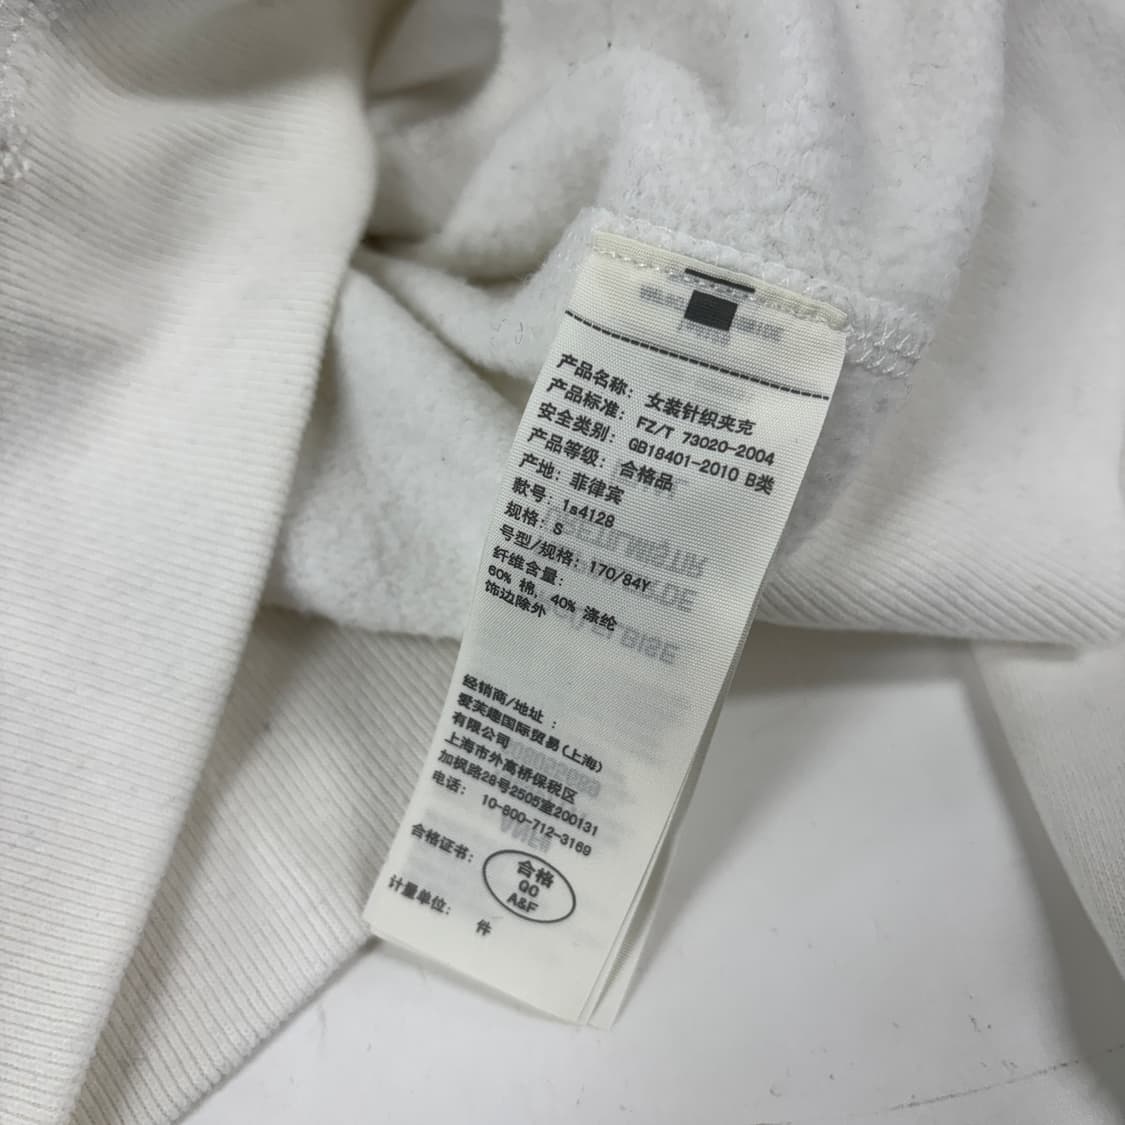 产品名称: 女装针织夹克
产品标准: FZ/T 73020-2004
安全类别: GB18401-2010 B类
产品等级: 合格品
产地: 菲律宾
款号: 1s4128
规格: S
号型/规格: 170/84Y
纤维含量:
60% 棉, 40% 涤纶
饰边除外
经销商/地址 :
爱芙趣国际贸易(上海)
有限公司
上海市外高桥保税区
加枫路28号2505室200131
电话: 10-800-712-3169
合格证书: 合格
QC
A&F
计量单位: 件